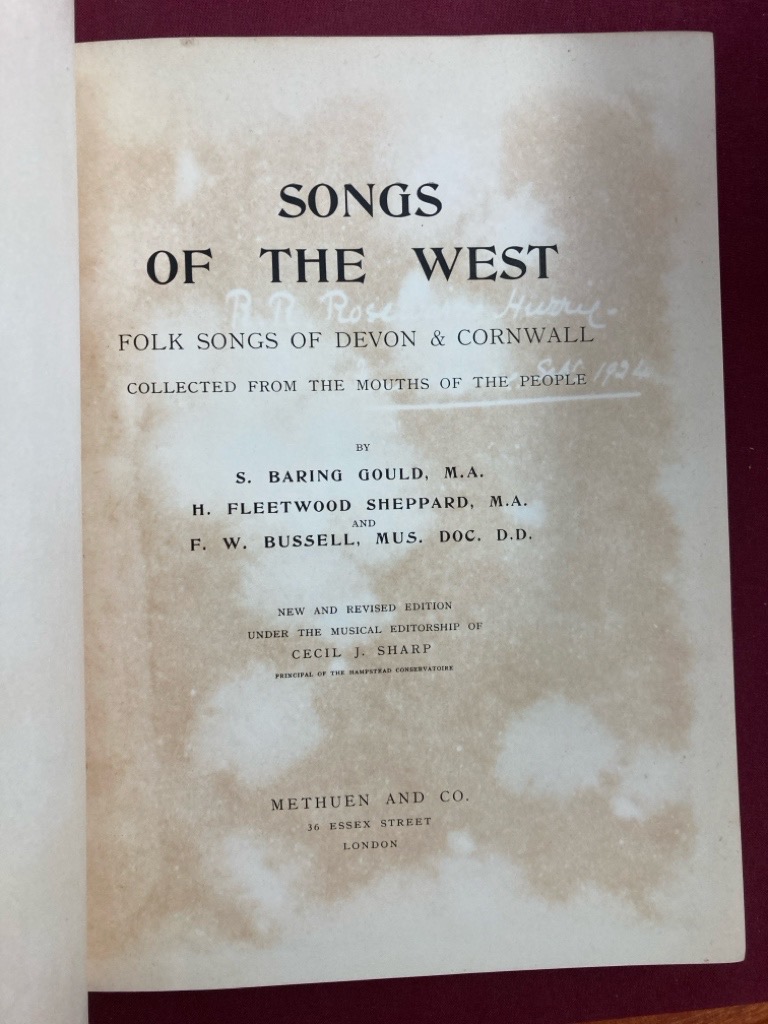 SONGS
OF THE WEST
R. R. Rose
FOLK SONGS OF DEVON & CORNWALL
COLLECTED FROM THE MOUTHS OF THE PEOPLE
BY
S. BARING GOULD, M.A.
H. FLEETWOOD SHEPPARD, M.A.
AND
F. W. BUSSELL, MUS. DOC. D.D.
NEW AND REVISED EDITION
UNDER THE MUSICAL EDITORSHIP OF
CECIL J. SHARP
PRINCIPAL OF THE HAMPSTEAD CONSERVATOIRE
METHUEN AND CO.
36 ESSEX STREET
LONDON